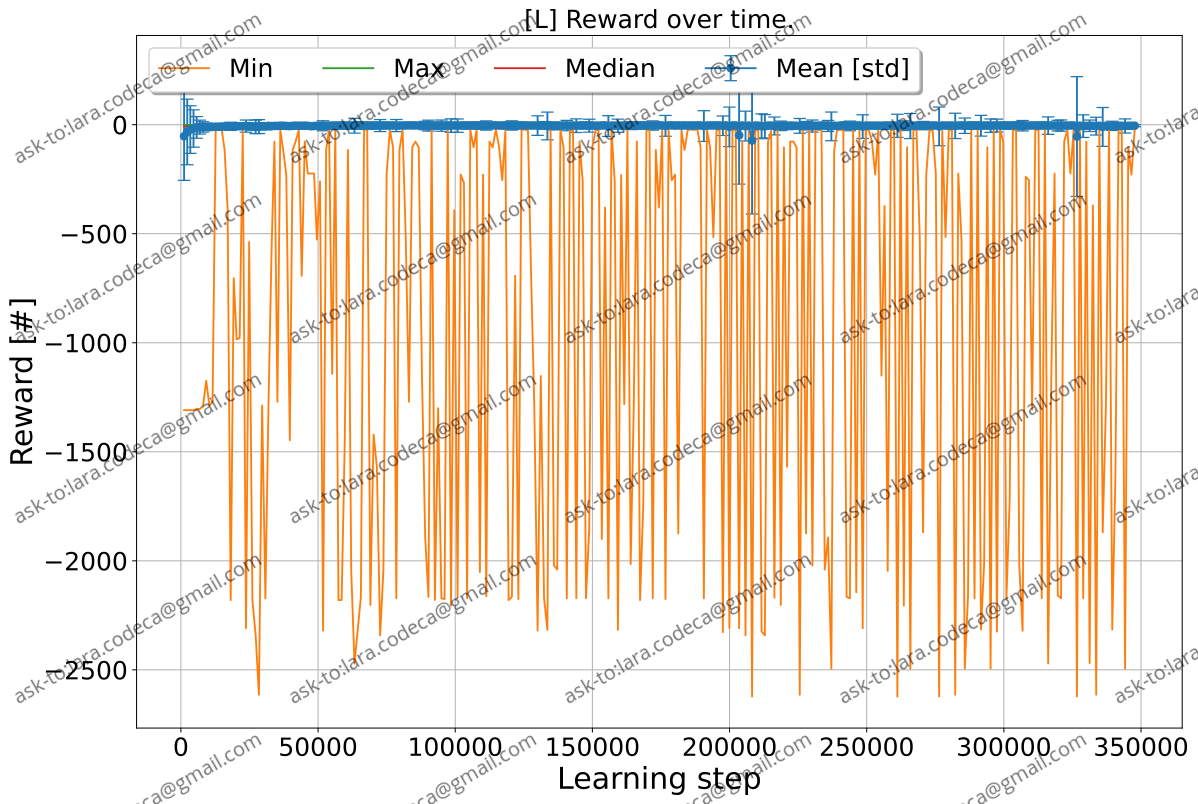 [L] Reward over time.
Min Max Median Mean [std]
0
−500
−1000
−1500
−2000
−2500
Reward [#]
0 50000 100000 150000 200000 250000 300000 350000
Learning step
ask-to:lara.codeca@gmail.com